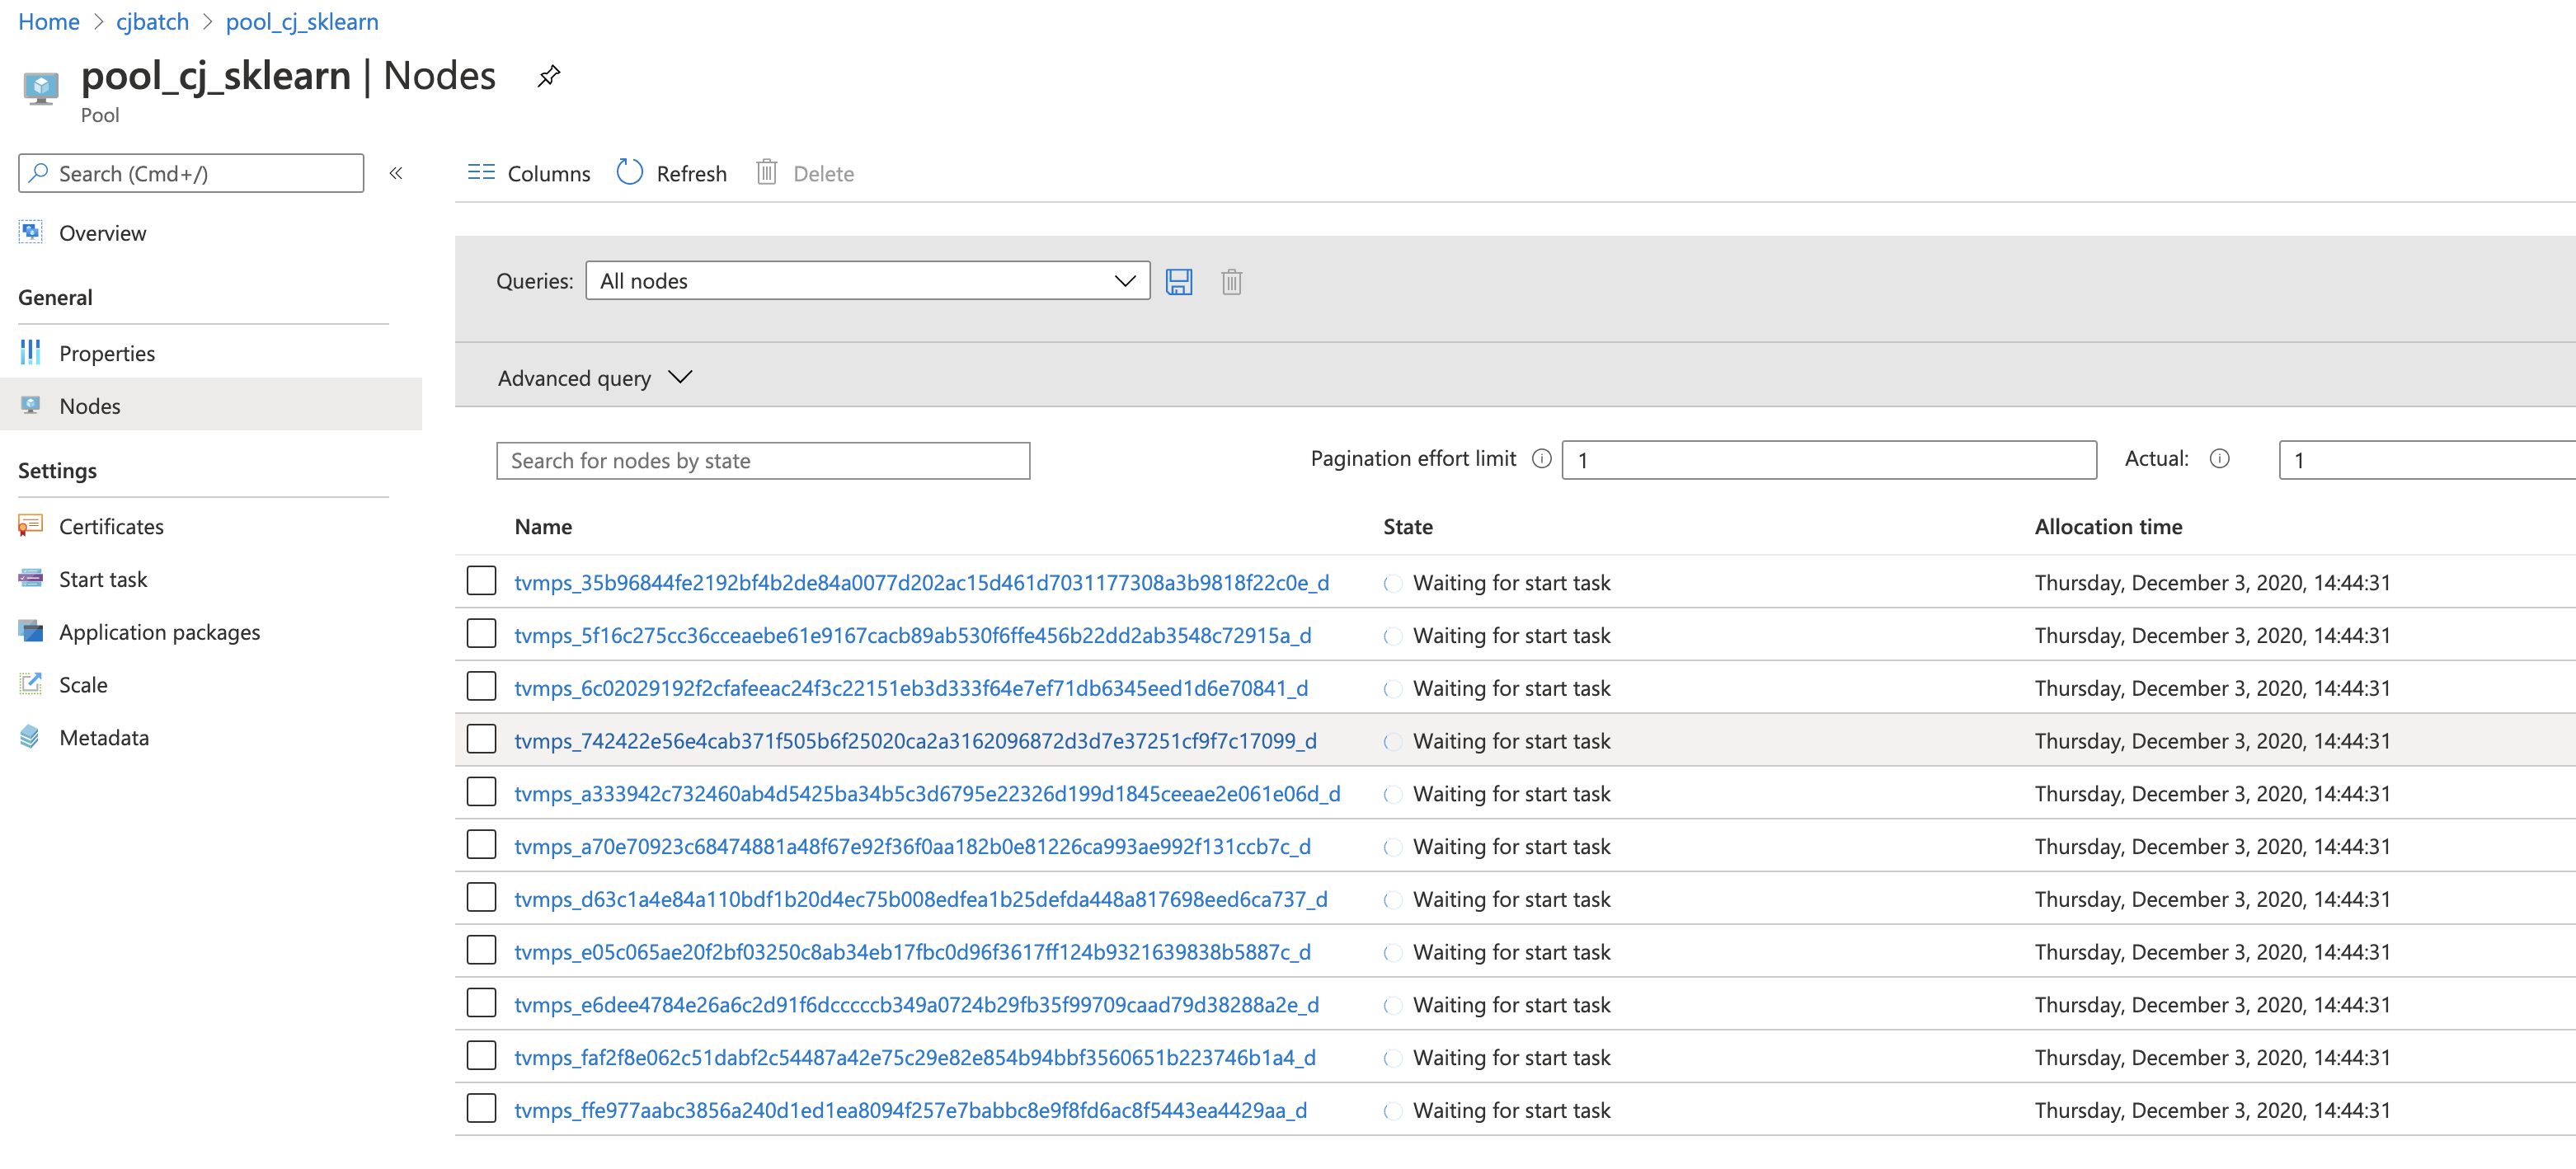 Home > cjbatch > pool_cj_sklearn
pool_cj_sklearn | Nodes
Pool
Search (Cmd+/)
«
Overview
General
Properties
Nodes
Settings
Certificates
Start task
Application packages
Scale
Metadata
Columns Refresh Delete
Queries: All nodes
Advanced query
Search for nodes by state Pagination effort limit 1 Actual: 1
Name State Allocation time
tvmps_35b96844fe2192bf4b2de84a0077d202ac15d461d7031177308a3b9818f22c0e_d Waiting for start task Thursday, December 3, 2020, 14:44:31
tvmps_5f16c275cc36cceaebe61e9167cacb89ab530f6ffe456b22dd2ab3548c72915a_d Waiting for start task Thursday, December 3, 2020, 14:44:31
tvmps_6c02029192f2cfafeeac24f3c22151eb3d333f64e7ef71db6345eed1d6e70841_d Waiting for start task Thursday, December 3, 2020, 14:44:31
tvmps_742422e56e4cab371f505b6f25020ca2a3162096872d3d7e37251cf9f7c17099_d Waiting for start task Thursday, December 3, 2020, 14:44:31
tvmps_a333942c732460ab4d5425ba34b5c3d6795e22326d199d1845ceeae2e061e06d_d Waiting for start task Thursday, December 3, 2020, 14:44:31
tvmps_a70e70923c68474881a48f67e92f36f0aa182b0e81226ca993ae992f131ccb7c_d Waiting for start task Thursday, December 3, 2020, 14:44:31
tvmps_d63c1a4e84a110bdf1b20d4ec75b008edfea1b25defda448a817698eed6ca737_d Waiting for start task Thursday, December 3, 2020, 14:44:31
tvmps_e05c065ae20f2bf03250c8ab34eb17fbc0d96f3617ff124b9321639838b5887c_d Waiting for start task Thursday, December 3, 2020, 14:44:31
tvmps_e6dee4784e26a6c2d91f6dcccccb349a0724b29fb35f99709caad79d38288a2e_d Waiting for start task Thursday, December 3, 2020, 14:44:31
tvmps_faf2f8e062c51dabf2c54487a42e75c29e82e854b94bbf3560651b223746b1a4_d Waiting for start task Thursday, December 3, 2020, 14:44:31
tvmps_ffe977aabc3856a240d1ed1ea8094f257e7babbc8e9f8fd6ac8f5443ea4429aa_d Waiting for start task Thursday, December 3, 2020, 14:44:31